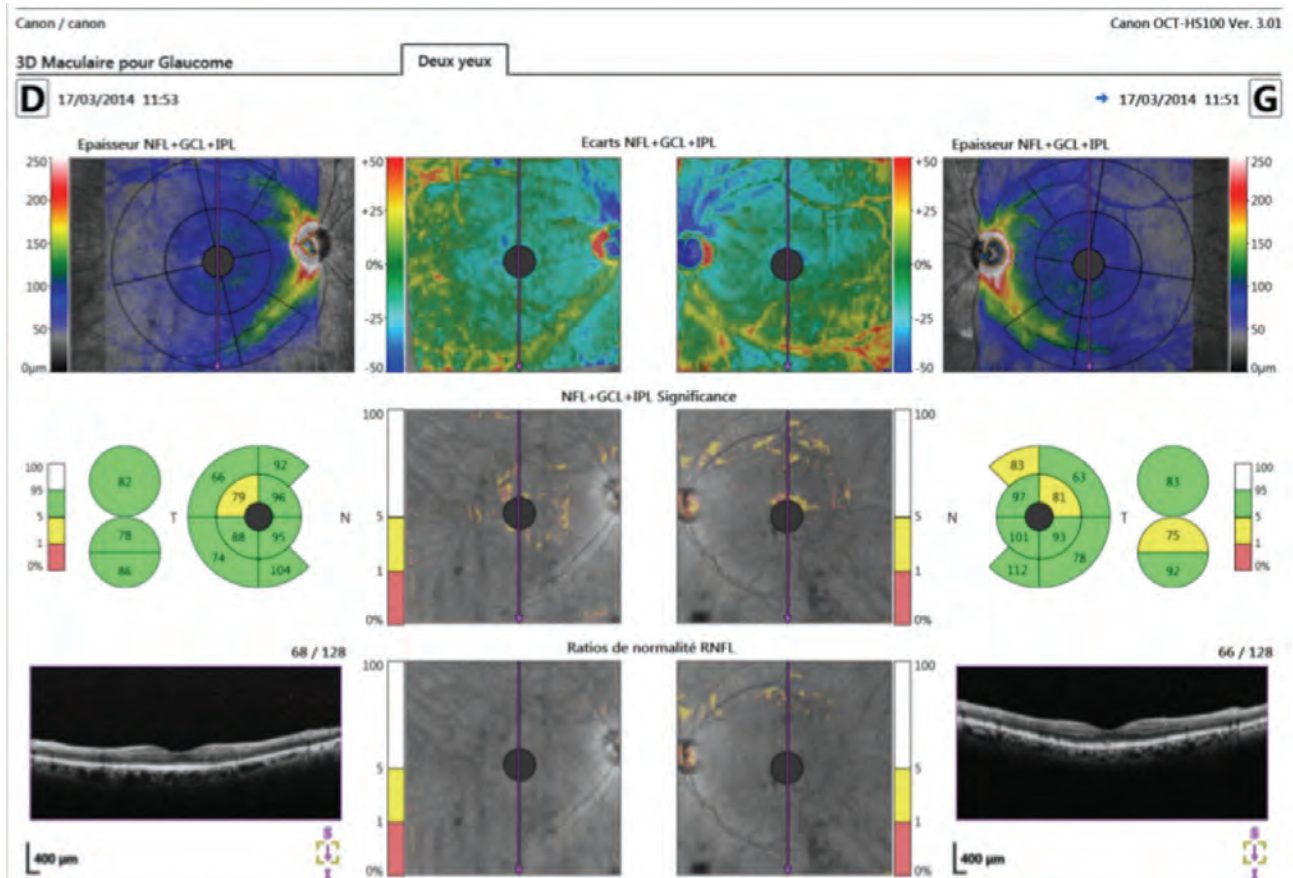 Canon / canon
Canon OCT-HS100 Ver. 3.01
3D Maculaire pour Glaucome
Deux yeux
D 17/03/2014 11:53
→ 17/03/2014 11:51 G
Epaisseur NFL+GCL+IPL
Ecarts NFL+GCL+IPL
Epaisseur NFL+GCL+IPL
250
200
150
100
50
0µm
+50
+25
0%
-25
-50
+50
+25
0%
-25
-50
250
200
150
100
50
0µm
NFL+GCL+IPL Significance
100
95
5
1
0%
82
78
86
T
66
92
79
96
88
95
74
104
N
100
5
1
0%
100
5
1
0%
N
83
63
97
81
101
93
112
78
T
83
75
92
100
95
5
1
0%
68 / 128
Ratios de normalité RNFL
66 / 128
100
5
1
0%
100
5
1
0%
400 µm
S
I
400 µm
S
I